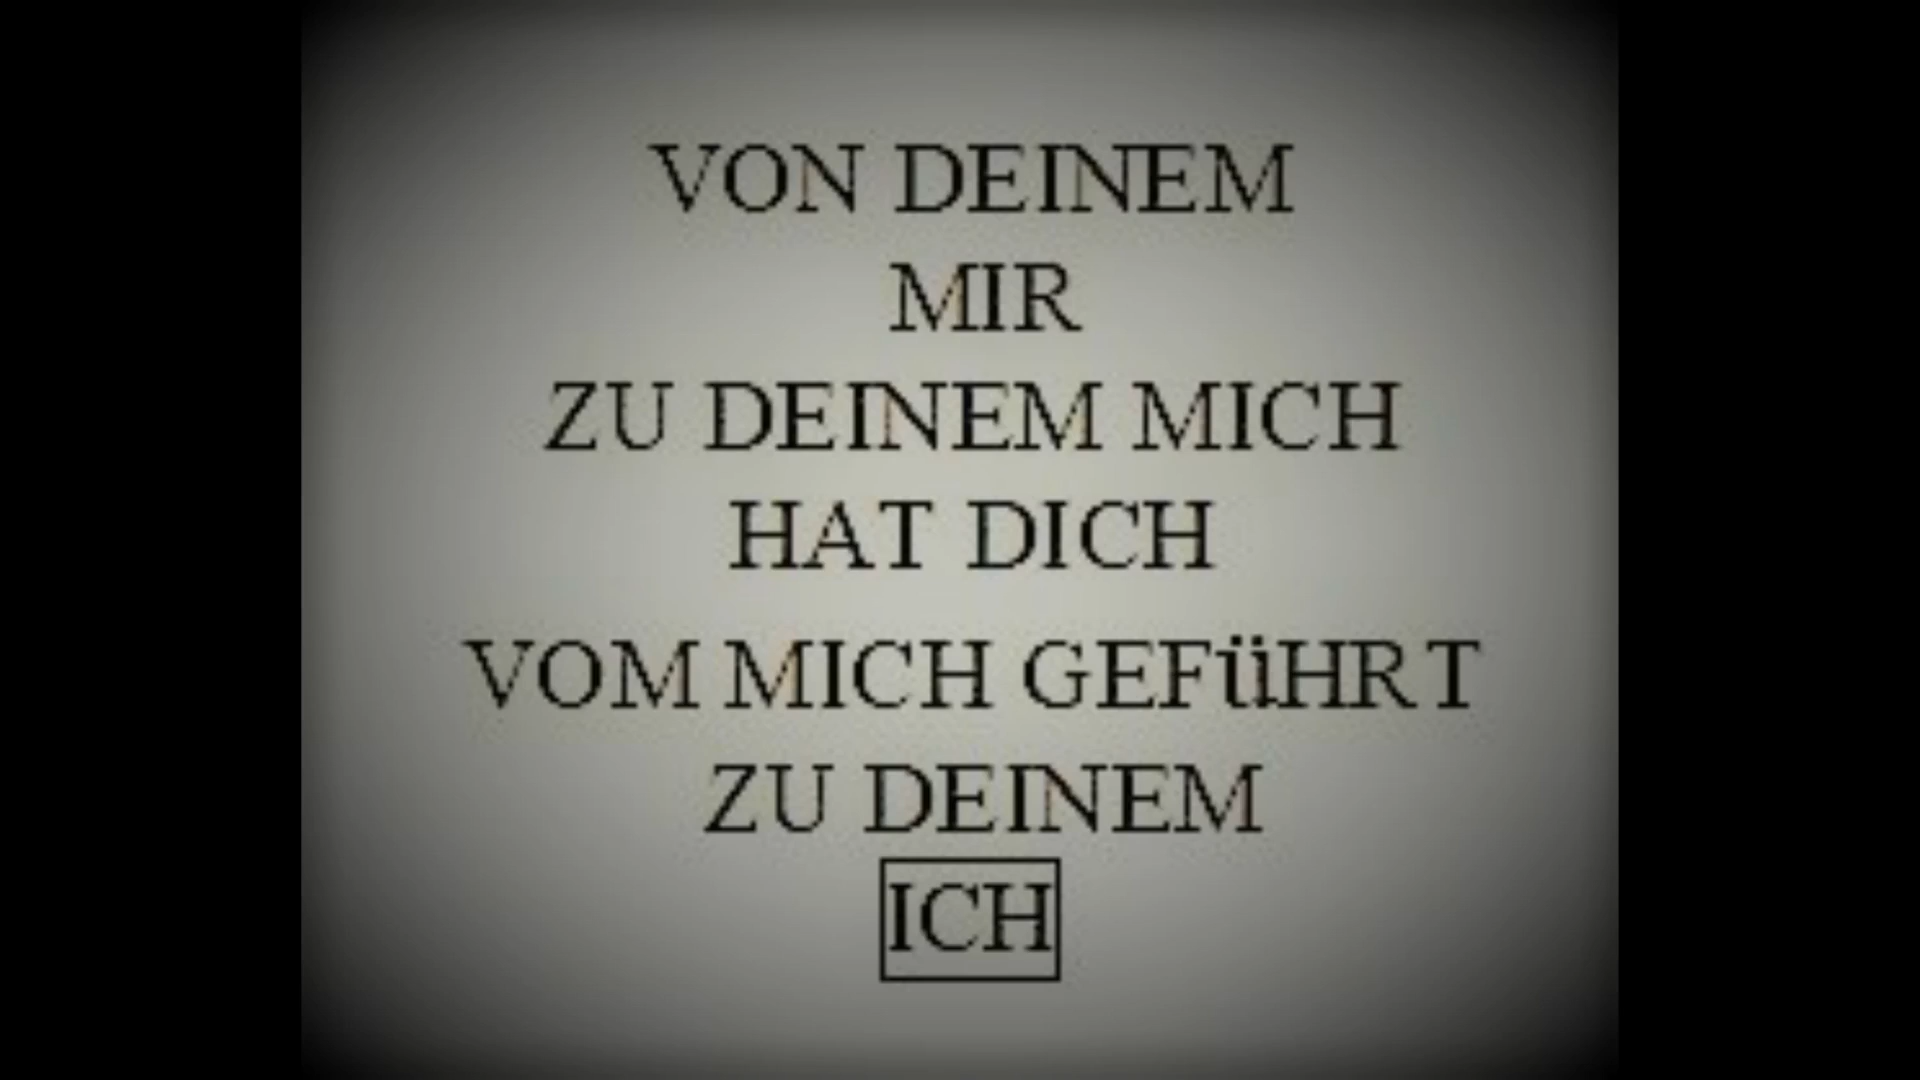 VON DEINEM
MIR
ZU DEINEM MICH
HAT DICH
VOM MICH GEFüHRT
ZU DEINEM
ICH